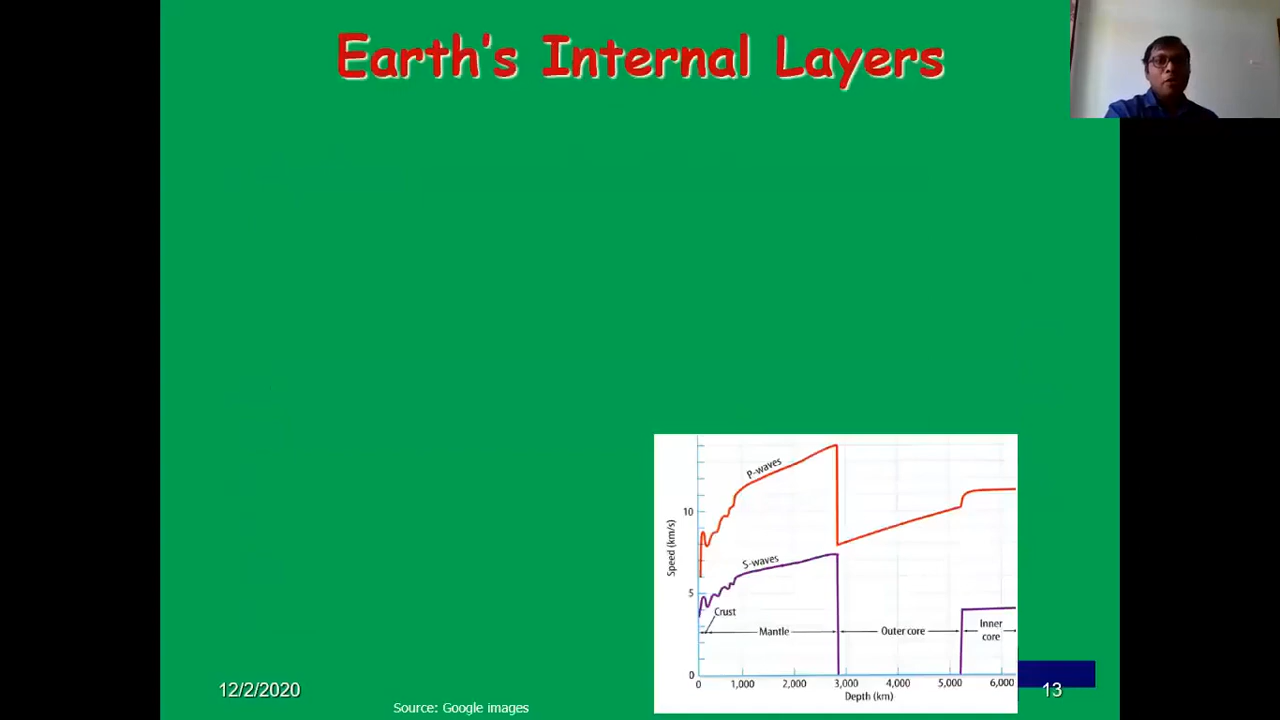 Earth's Internal Layers
P-waves
10
Speed (km/s)
S-waves
5
Crust
Mantle
Outer core
Inner
core
0
0 1,000 2,000 3,000 4,000 5,000 6,000
Depth (km)
12/2/2020
Source: Google images
13